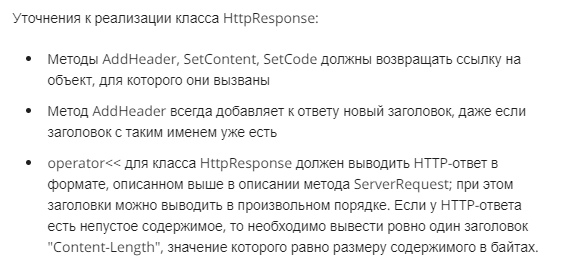 Уточнения к реализации класса HttpResponse:
• Методы AddHeader, SetContent, SetCode должны возвращать ссылку на
объект, для которого они вызваны
• Метод AddHeader всегда добавляет к ответу новый заголовок, даже если
заголовок с таким именем уже есть
• operator<< для класса HttpResponse должен выводить HTTP-ответ в
формате, описанном выше в описании метода ServerRequest; при этом
заголовки можно выводить в произвольном порядке. Если у HTTP-ответа
есть непустое содержимое, то необходимо вывести ровно один заголовок
"Content-Length", значение которого равно размеру содержимого в байтах.